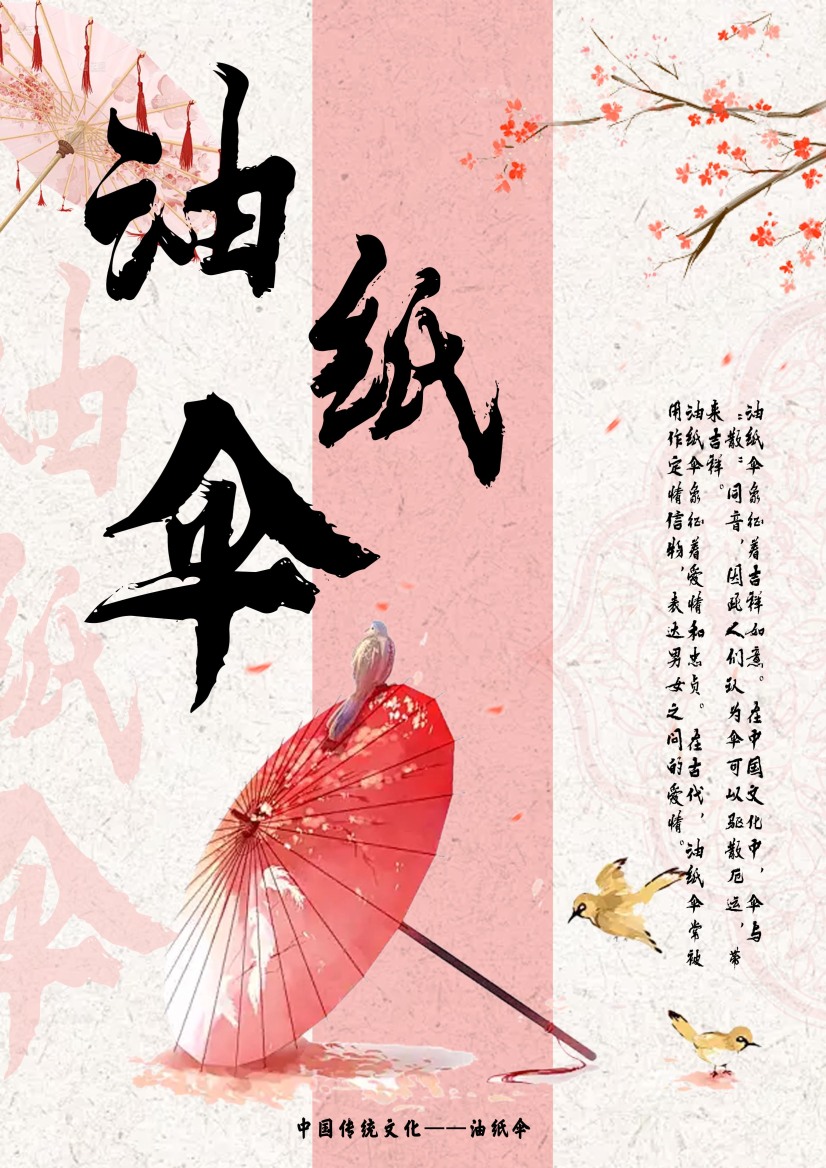 油
纸
伞
油纸伞象征着吉祥如意。在中国文化中，伞与
“散”同音，因此人们认为伞可以驱散厄运，带
来吉祥。
油纸伞象征着爱情和忠贞。在古代，油纸伞常被
用作定情信物，表达男女之间的爱情。
油
纸
伞
中国传统文化——油纸伞